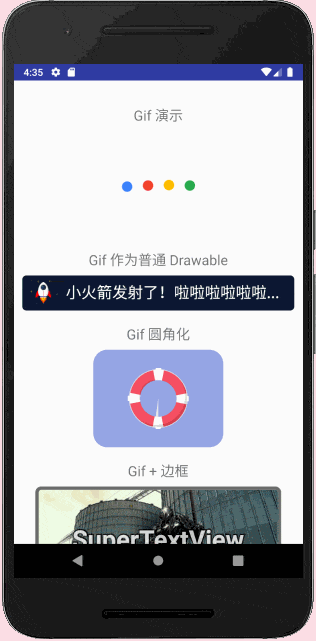 4:35
Gif 演示
Gif 作为普通 Drawable
小火箭发射了！啦啦啦啦啦啦...
Gif 圆角化
Gif + 边框
SuperTextView